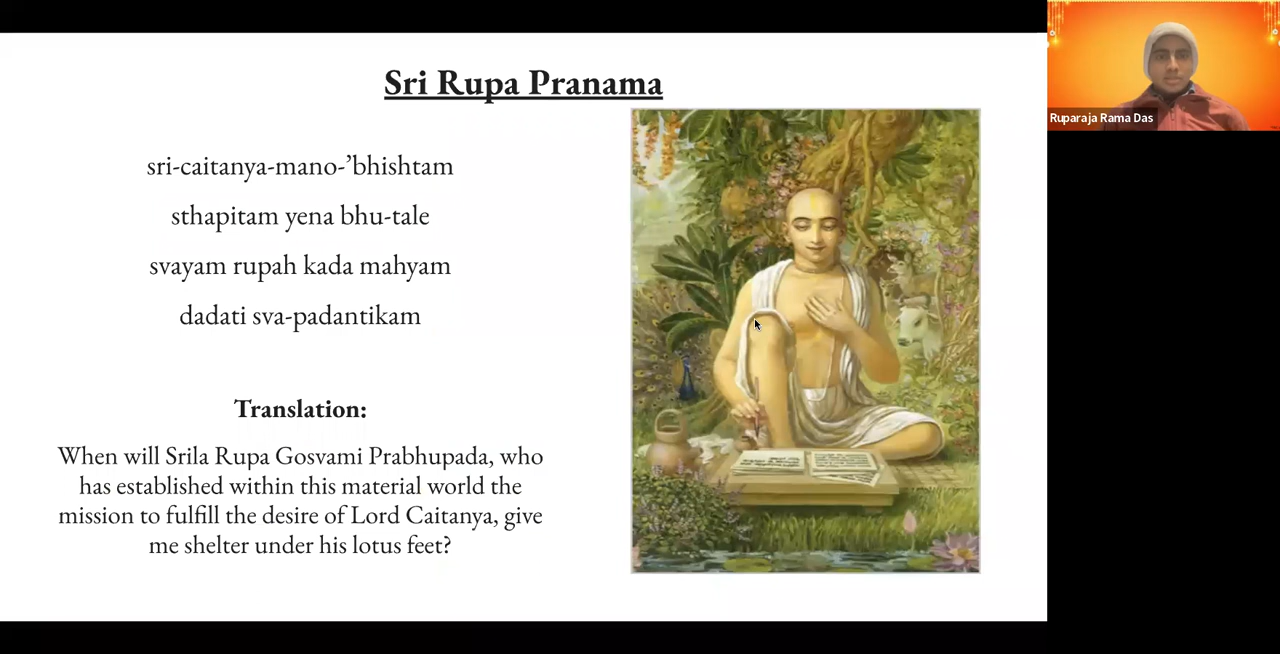 Sri Rupa Pranama
sri-caitanya-mano-’bhishtam
sthapitam yena bhu-tale
svayam rupah kada mahyam
dadati sva-padantikam
Translation:
When will Srila Rupa Gosvami Prabhupada, who
has established within this material world the
mission to fulfill the desire of Lord Caitanya, give
me shelter under his lotus feet?
Ruparaja Rama Das